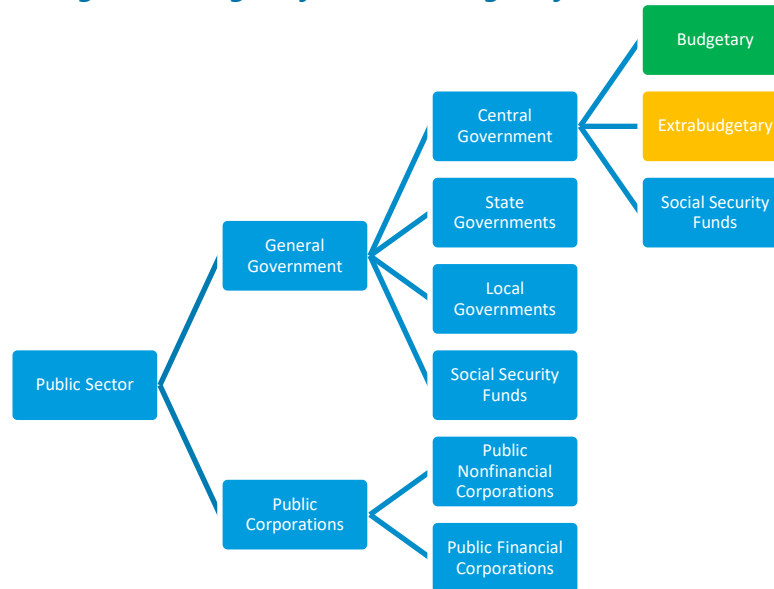 Budgetary
Central
Government
Extrabudgetary
State
Governments
Social Security
Funds
General
Government
Local
Governments
Public Sector
Social Security
Funds
Public
Nonfinancial
Corporations
Public
Corporations
Public Financial
Corporations